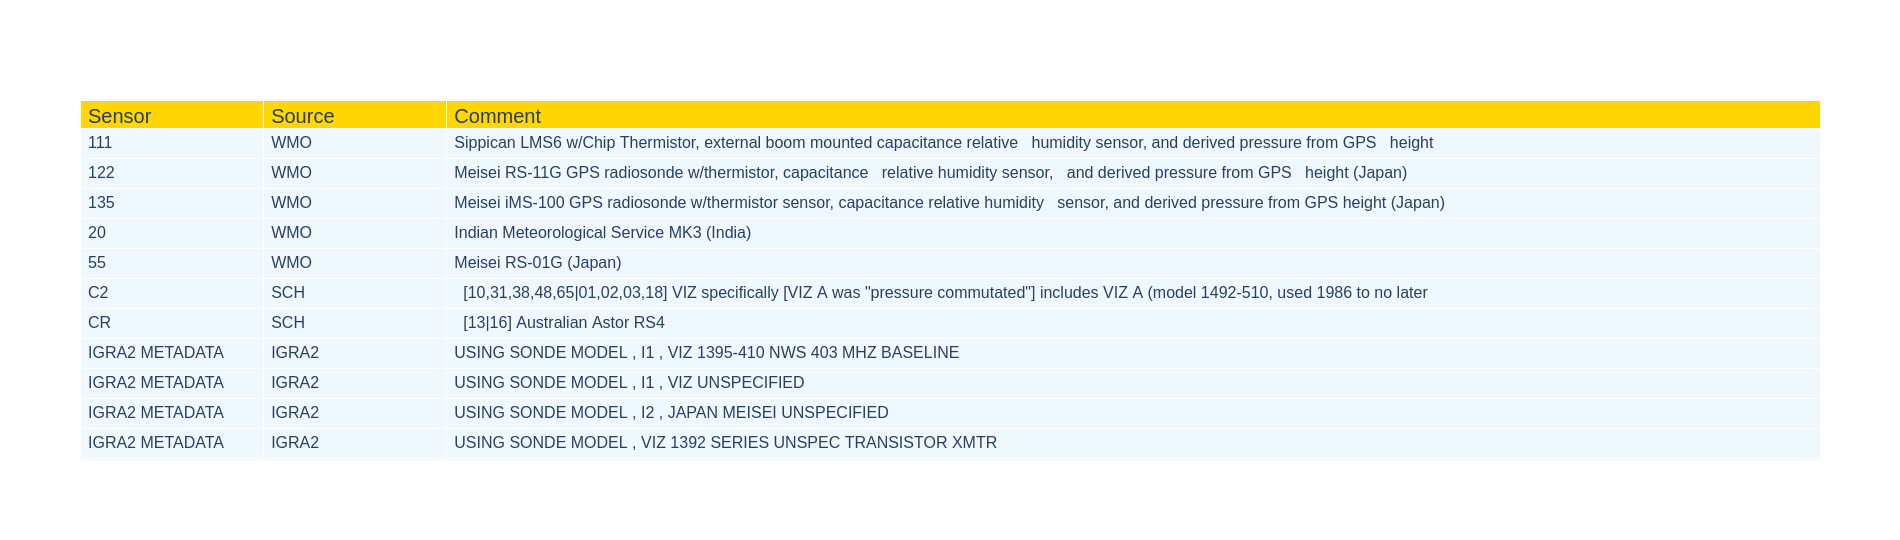 Sensor Source Comment
111 WMO Sippican LMS6 w/Chip Thermistor, external boom mounted capacitance relative   humidity sensor, and derived pressure from GPS   height
122 WMO Meisei RS-11G GPS radiosonde w/thermistor, capacitance   relative humidity sensor,   and derived pressure from GPS   height (Japan)
135 WMO Meisei iMS-100 GPS radiosonde w/thermistor sensor, capacitance relative humidity   sensor, and derived pressure from GPS height (Japan)
20 WMO Indian Meteorological Service MK3 (India)
55 WMO Meisei RS-01G (Japan)
C2 SCH [10,31,38,48,65|01,02,03,18] VIZ specifically [VIZ A was "pressure commutated"] includes VIZ A (model 1492-510, used 1986 to no later
CR SCH [13|16] Australian Astor RS4
IGRA2 METADATA IGRA2 USING SONDE MODEL , I1 , VIZ 1395-410 NWS 403 MHZ BASELINE
IGRA2 METADATA IGRA2 USING SONDE MODEL , I1 , VIZ UNSPECIFIED
IGRA2 METADATA IGRA2 USING SONDE MODEL , I2 , JAPAN MEISEI UNSPECIFIED
IGRA2 METADATA IGRA2 USING SONDE MODEL , VIZ 1392 SERIES UNSPEC TRANSISTOR XMTR